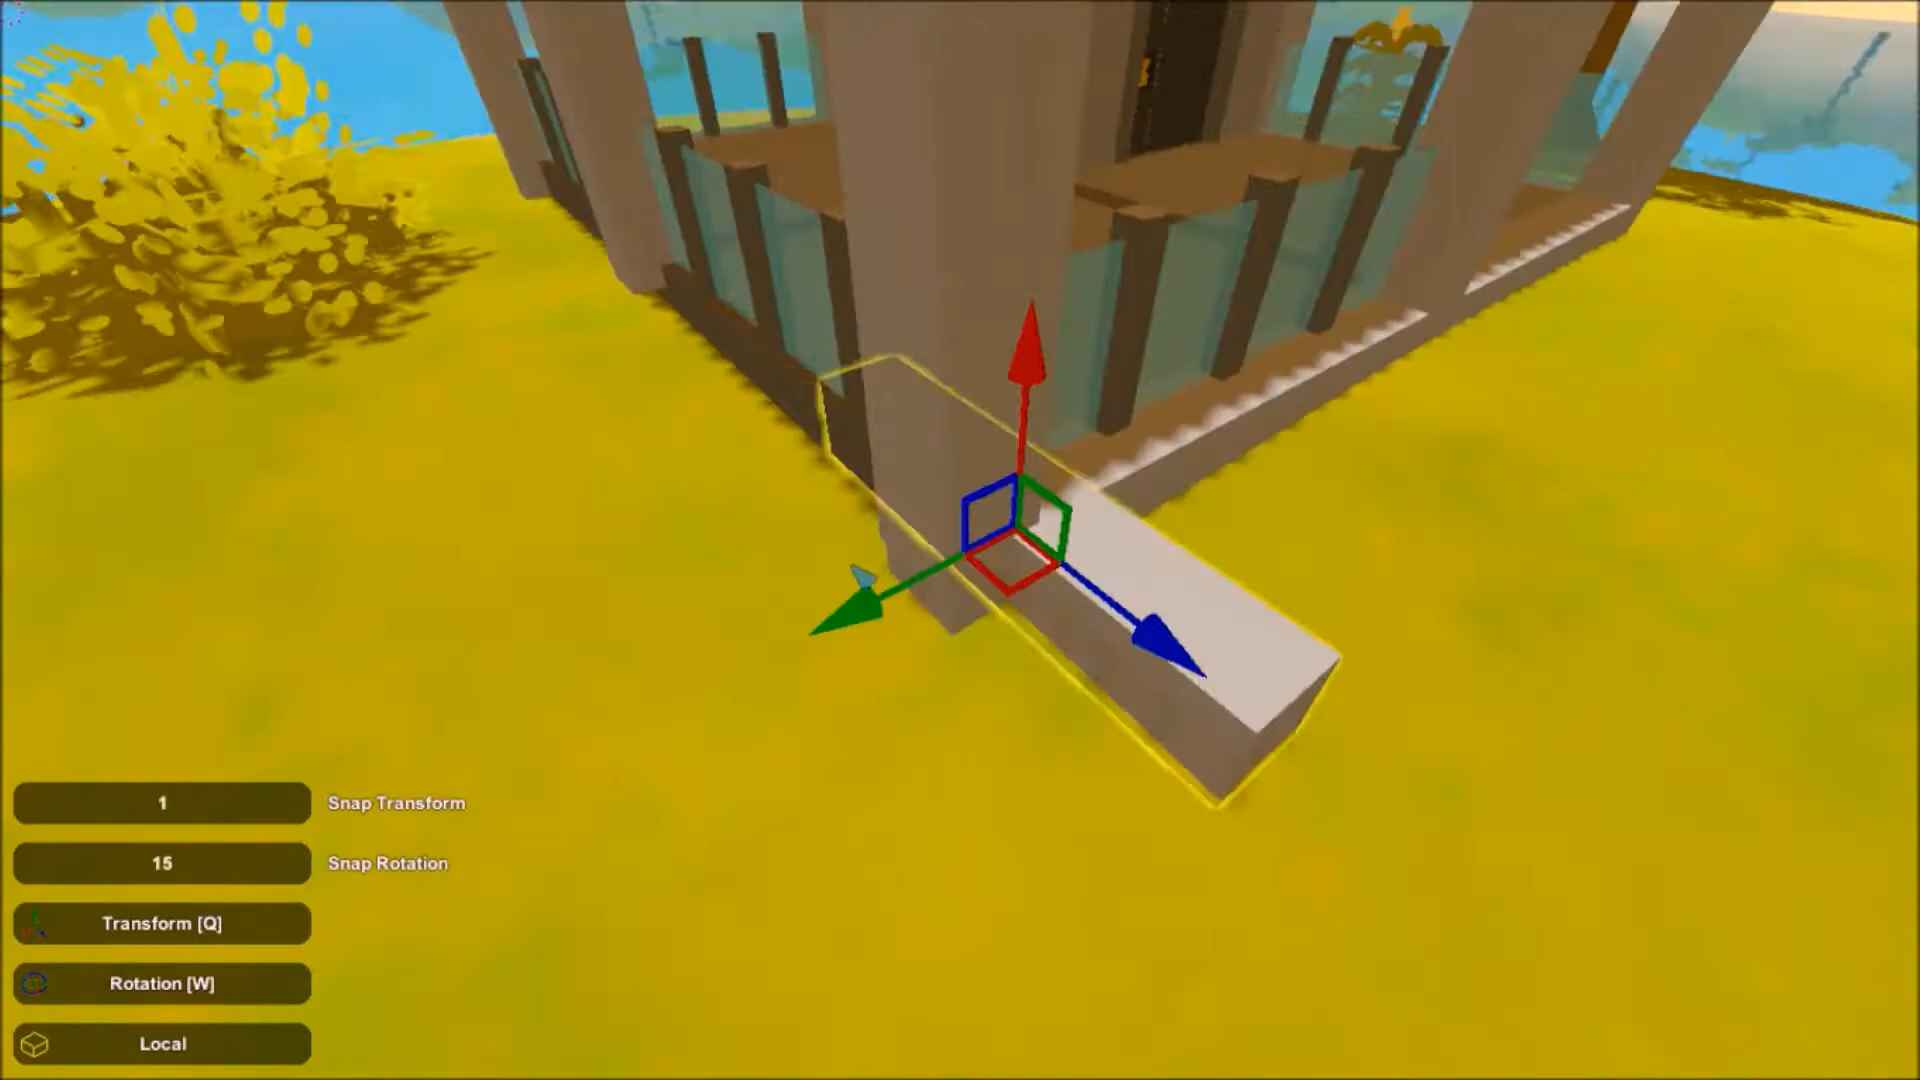 1 Snap Transform
15 Snap Rotation
Transform [Q]
Rotation [W]
Local